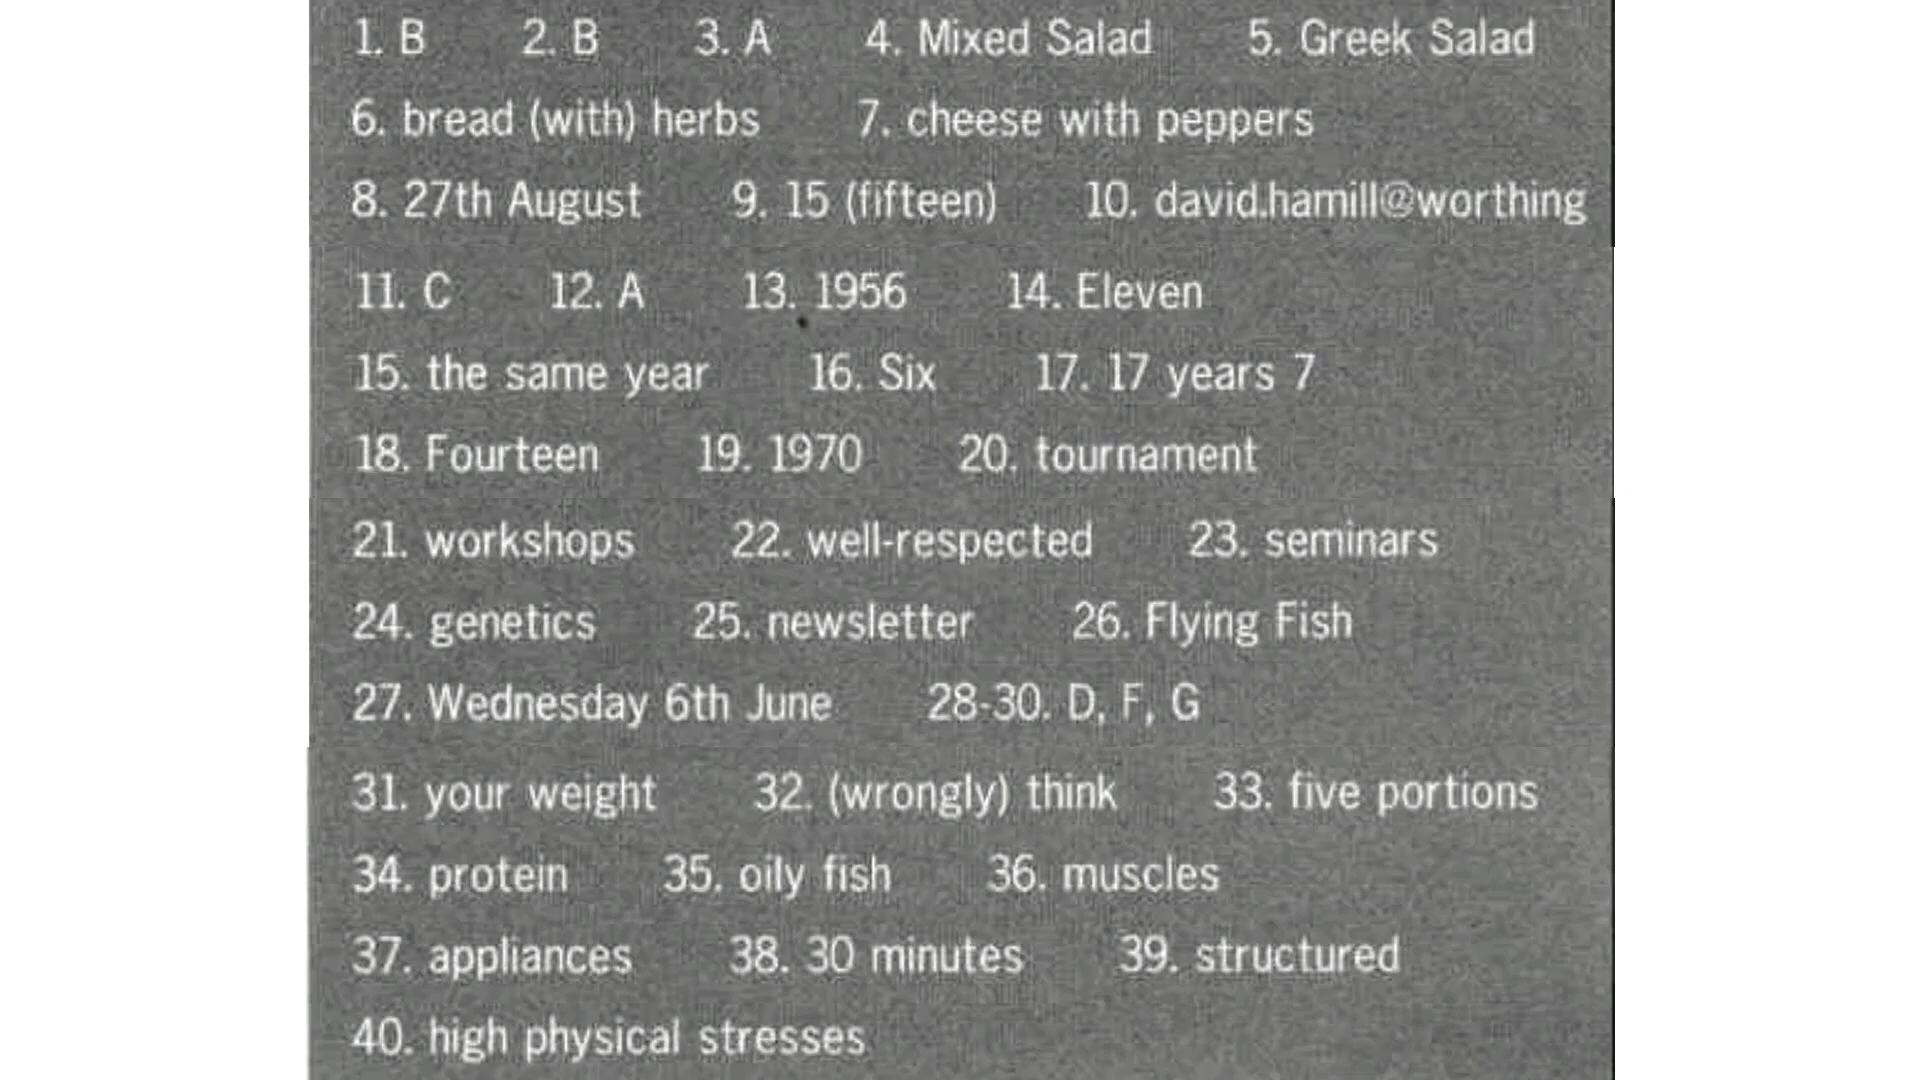 1. B 2. B 3. A 4. Mixed Salad 5. Greek Salad
6. bread (with) herbs 7. cheese with peppers
8. 27th August 9. 15 (fifteen) 10. david.hamill@worthing
11. C 12. A 13. 1956 14. Eleven
15. the same year 16. Six 17. 17 years 7
18. Fourteen 19. 1970 20. tournament
21. workshops 22. well-respected 23. seminars
24. genetics 25. newsletter 26. Flying Fish
27. Wednesday 6th June 28-30. D, F, G
31. your weight 32. (wrongly) think 33. five portions
34. protein 35. oily fish 36. muscles
37. appliances 38. 30 minutes 39. structured
40. high physical stresses